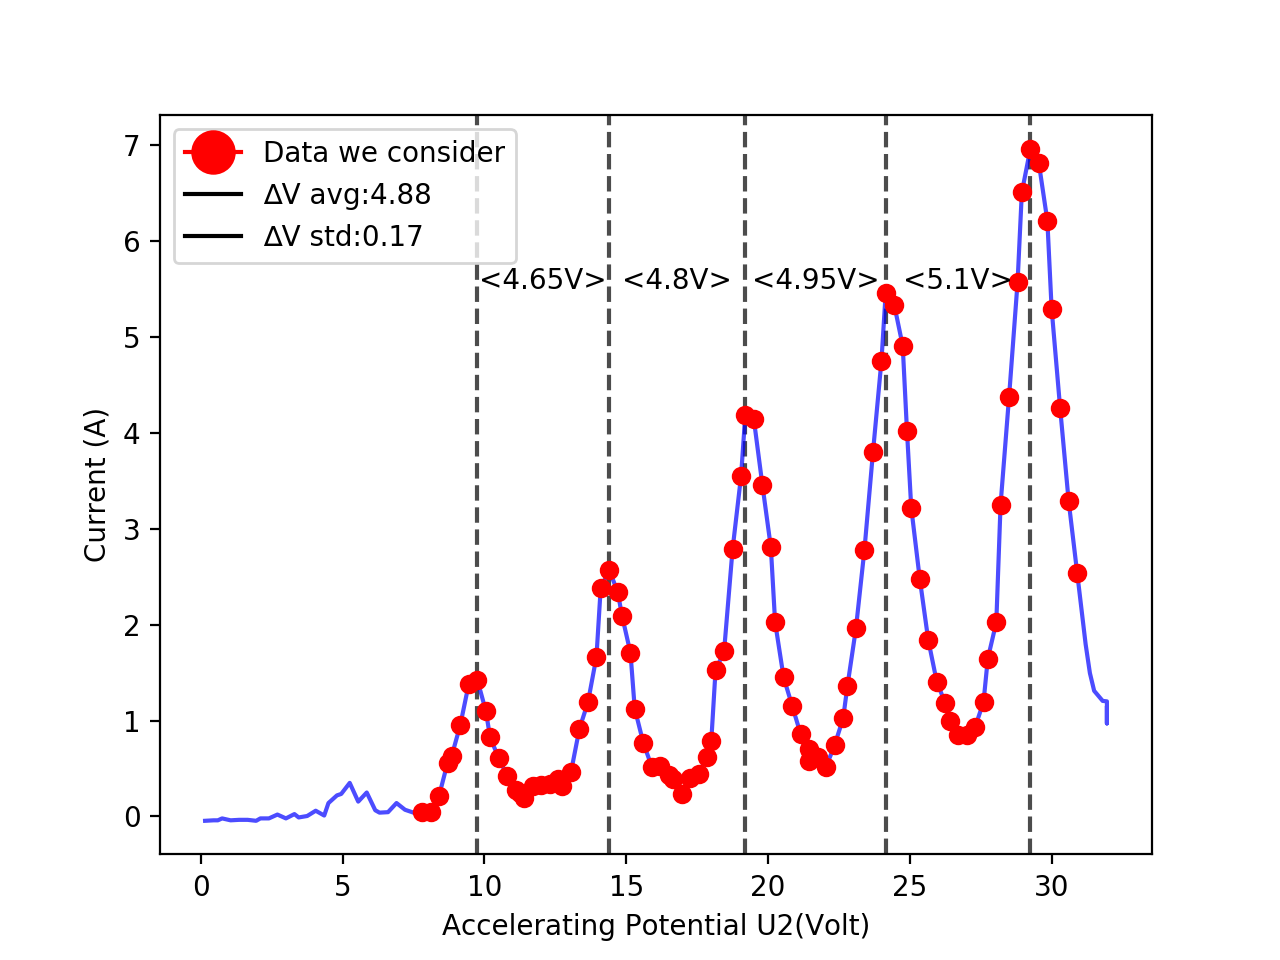 Data we consider
ΔV avg:4.88
ΔV std:0.17
<4.65V> <4.8V> <4.95V> <5.1V>
7
6
5
4
3
2
1
0
Current (A)
0 5 10 15 20 25 30
Accelerating Potential U2(Volt)